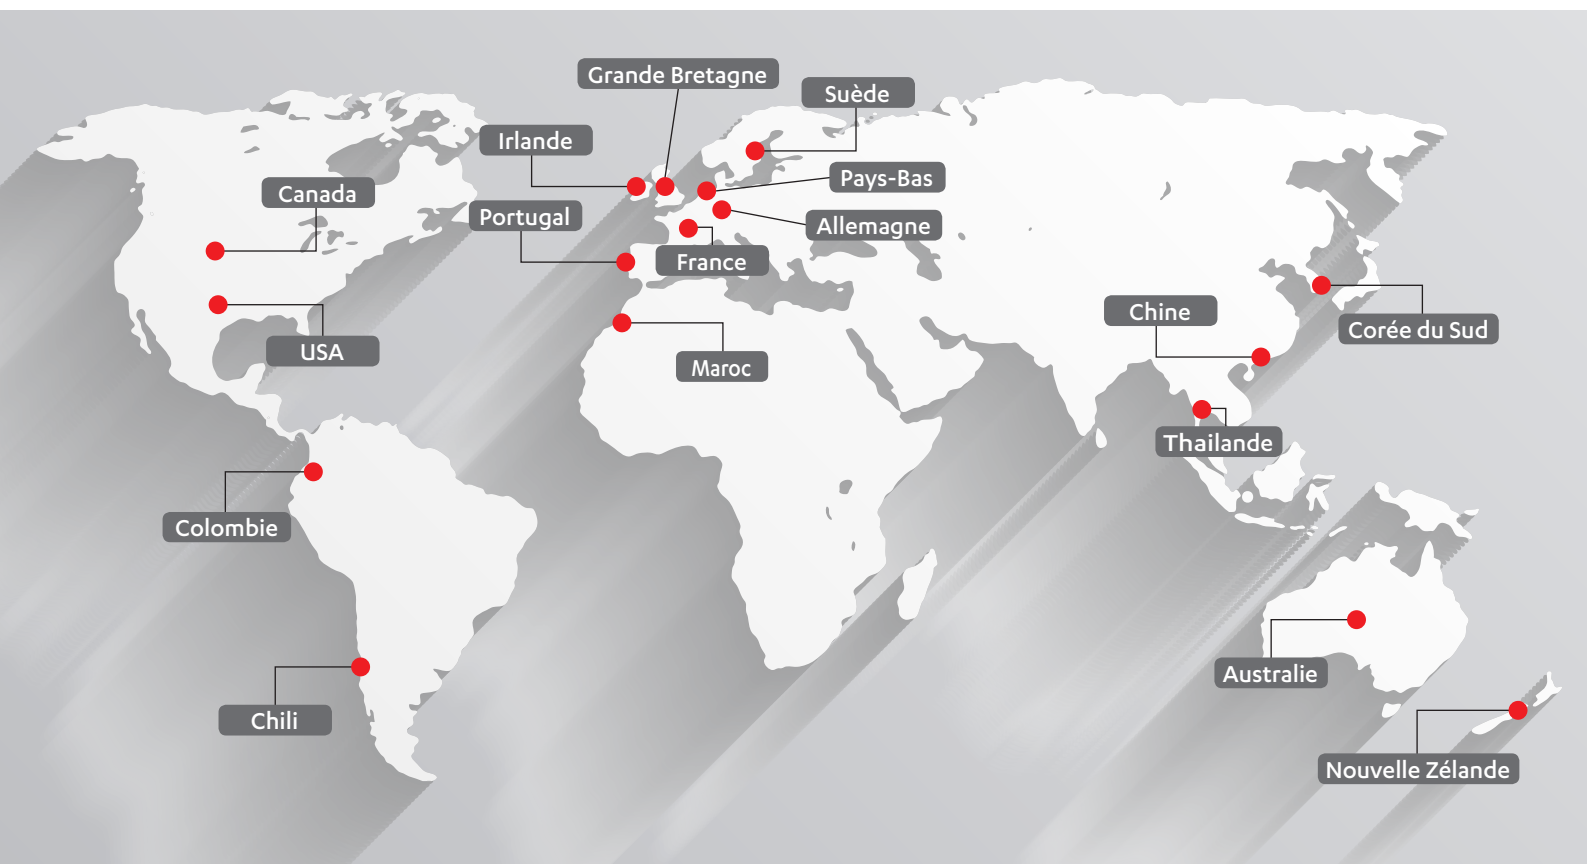 Grande Bretagne
Suède
Irlande
Pays-Bas
Canada
Portugal
Allemagne
France
Chine
Corée du Sud
USA
Maroc
Thailande
Colombie
Australie
Chili
Nouvelle Zélande